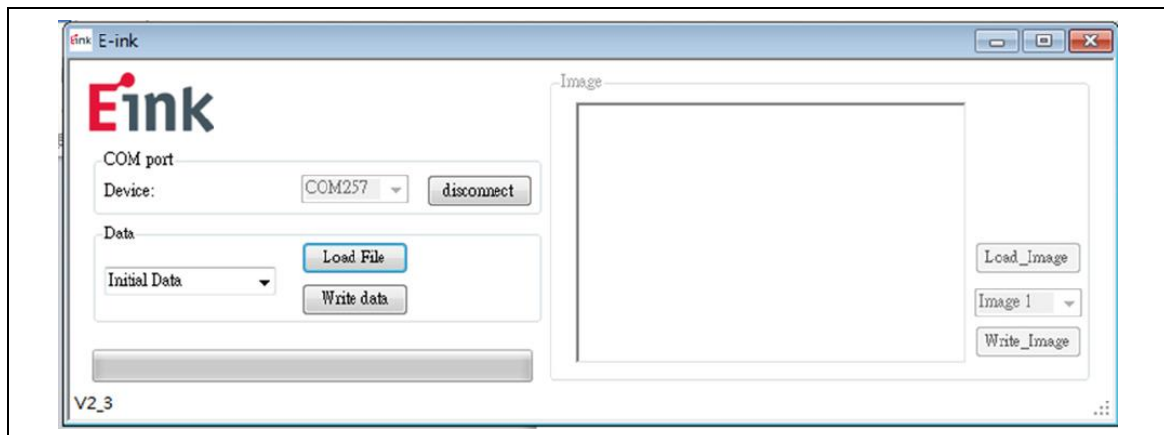 Eink E-ink
Eink
COM port
Device: COM257 disconnect
Data
Initial Data
Load File
Write data
V2_3
Image
Load_Image
Image 1
Write_Image